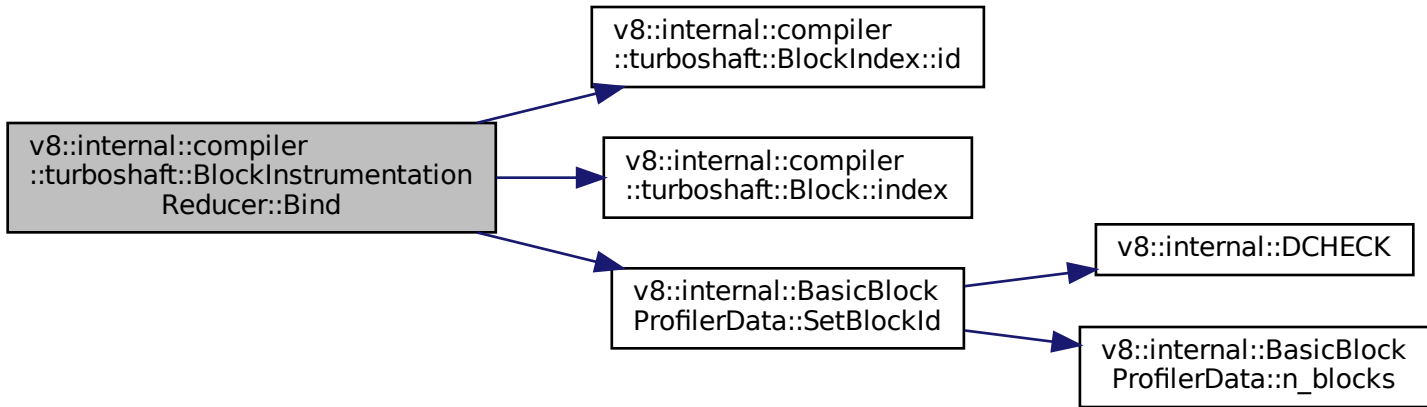 v8::internal::compiler
::turboshaft::BlockInstrumentation
Reducer::Bind
v8::internal::compiler
::turboshaft::BlockIndex::id
v8::internal::compiler
::turboshaft::Block::index
v8::internal::BasicBlock
ProfilerData::SetBlockId
v8::internal::DCHECK
v8::internal::BasicBlock
ProfilerData::n_blocks